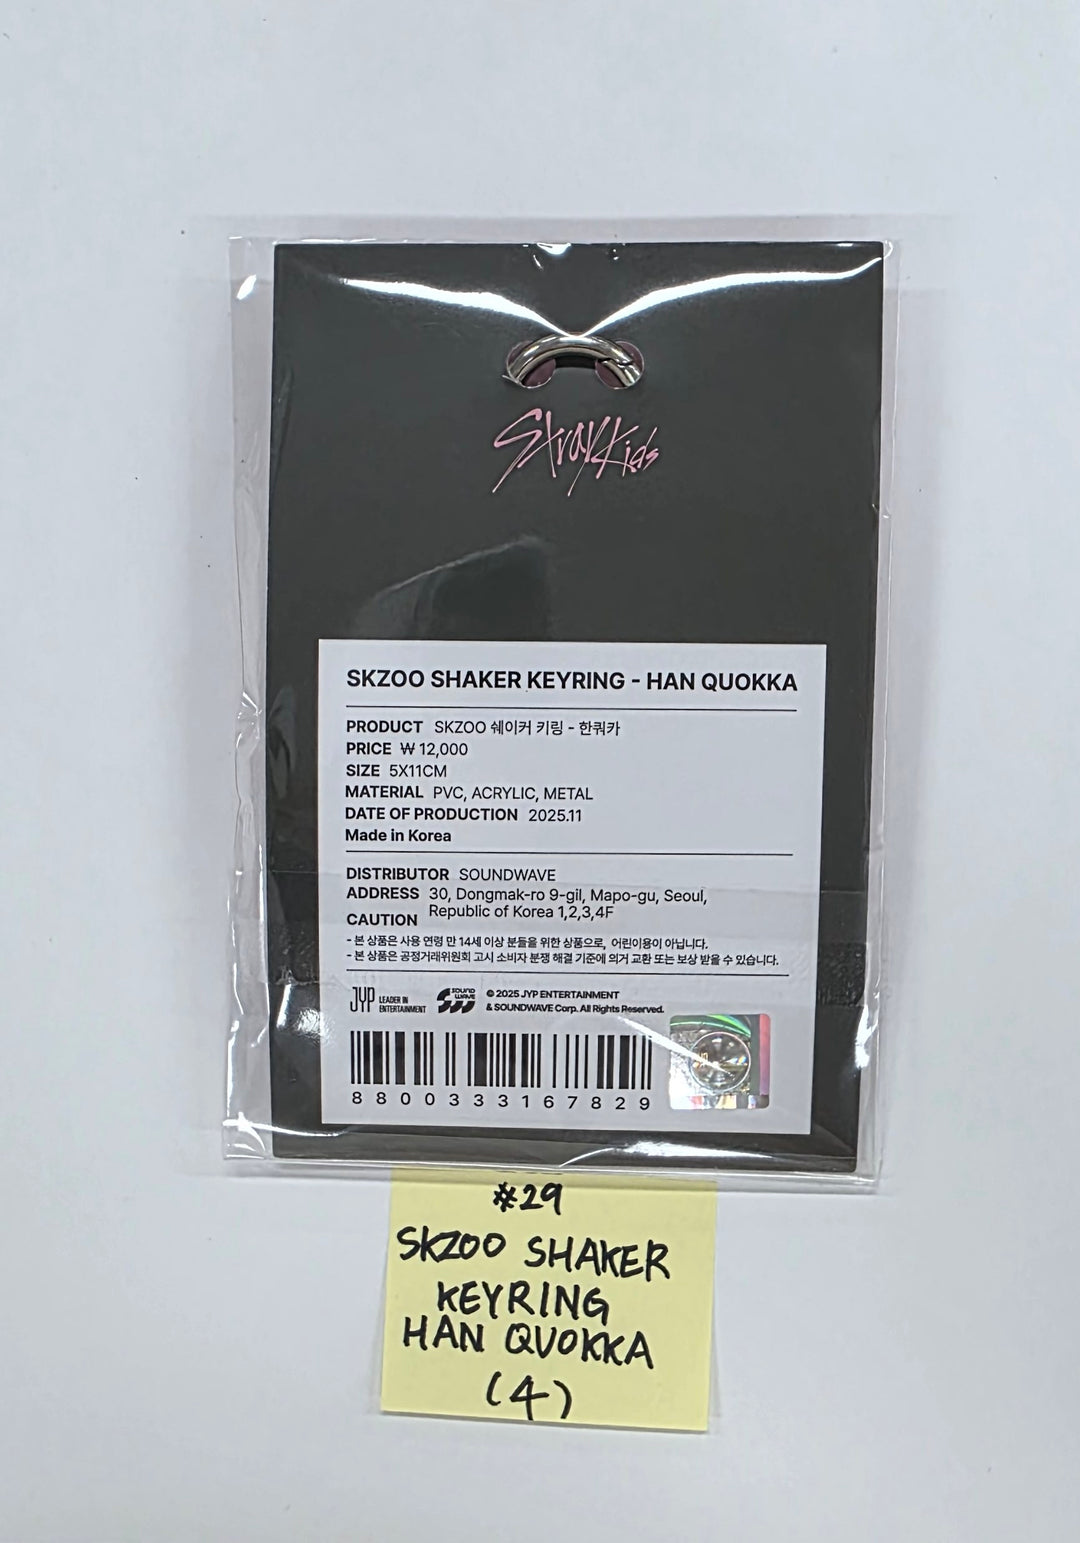 Stray Kids
SKZOO SHAKER KEYRING - HAN QUOKKA
PRODUCT SKZOO 쉐이커 키링 - 한쿼카
PRICE ₩ 12,000
SIZE 5X11CM
MATERIAL PVC, ACRYLIC, METAL
DATE OF PRODUCTION 2025.11
Made in Korea
DISTRIBUTOR SOUNDWAVE
ADDRESS 30, Dongmak-ro 9-gil, Mapo-gu, Seoul,
Republic of Korea 1,2,3,4F
CAUTION
- 본 상품은 사용 연령 만 14세 이상 분들을 위한 상품으로, 어린이용이 아닙니다.
- 본 상품은 공정거래위원회 고시 소비자 분쟁 해결 기준에 의거 교환 또는 보상 받을 수 있습니다.
JYP LEADER IN
ENTERTAINMENT
SOUND
WAVE
© 2025 JYP ENTERTAINMENT
& SOUNDWAVE Corp. All Rights Reserved.
8800333167829
#29
SKZOO SHAKER
KEYRING
HAN QUOKKA
(4)